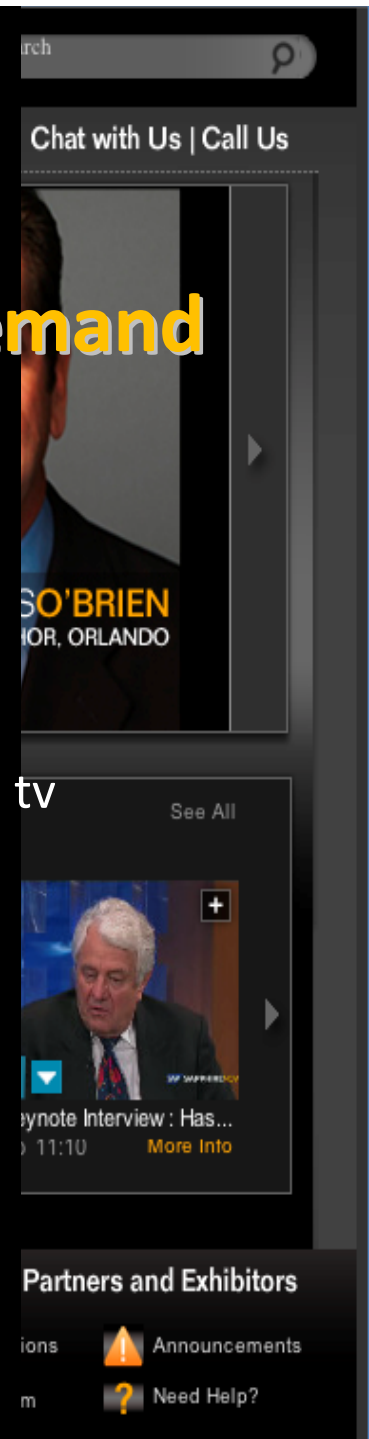 arch
Chat with Us | Call Us
emand
SO'BRIEN
HOR, ORLANDO
tv
See All
eynote Interview : Has...
11:10
More Info
Partners and Exhibitors
ions
Announcements
m
Need Help?